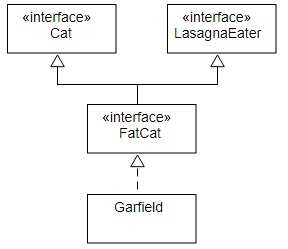 «interface»
Cat
«interface»
LasagnaEater
«interface»
FatCat
Garfield